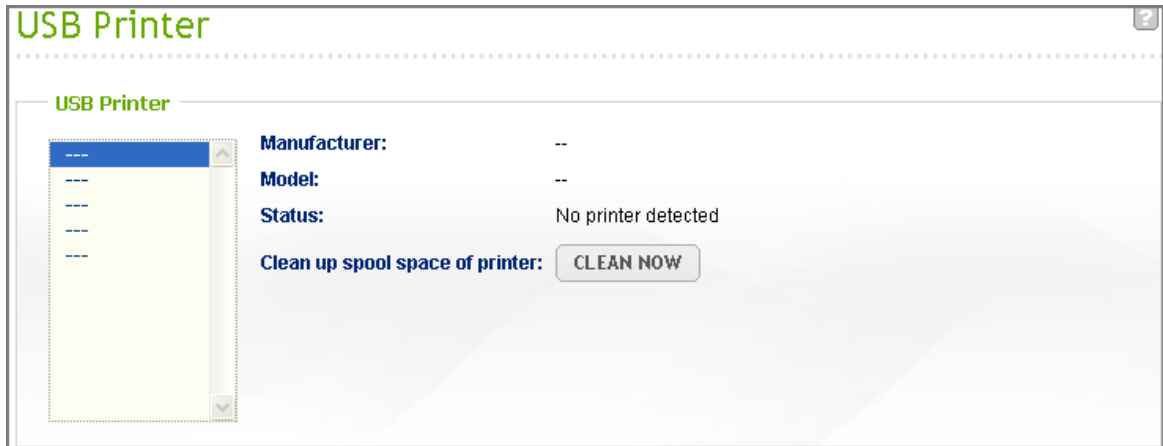 USB Printer
?
USB Printer
---
---
---
---
---
Manufacturer: --
Model: --
Status: No printer detected
Clean up spool space of printer: CLEAN NOW